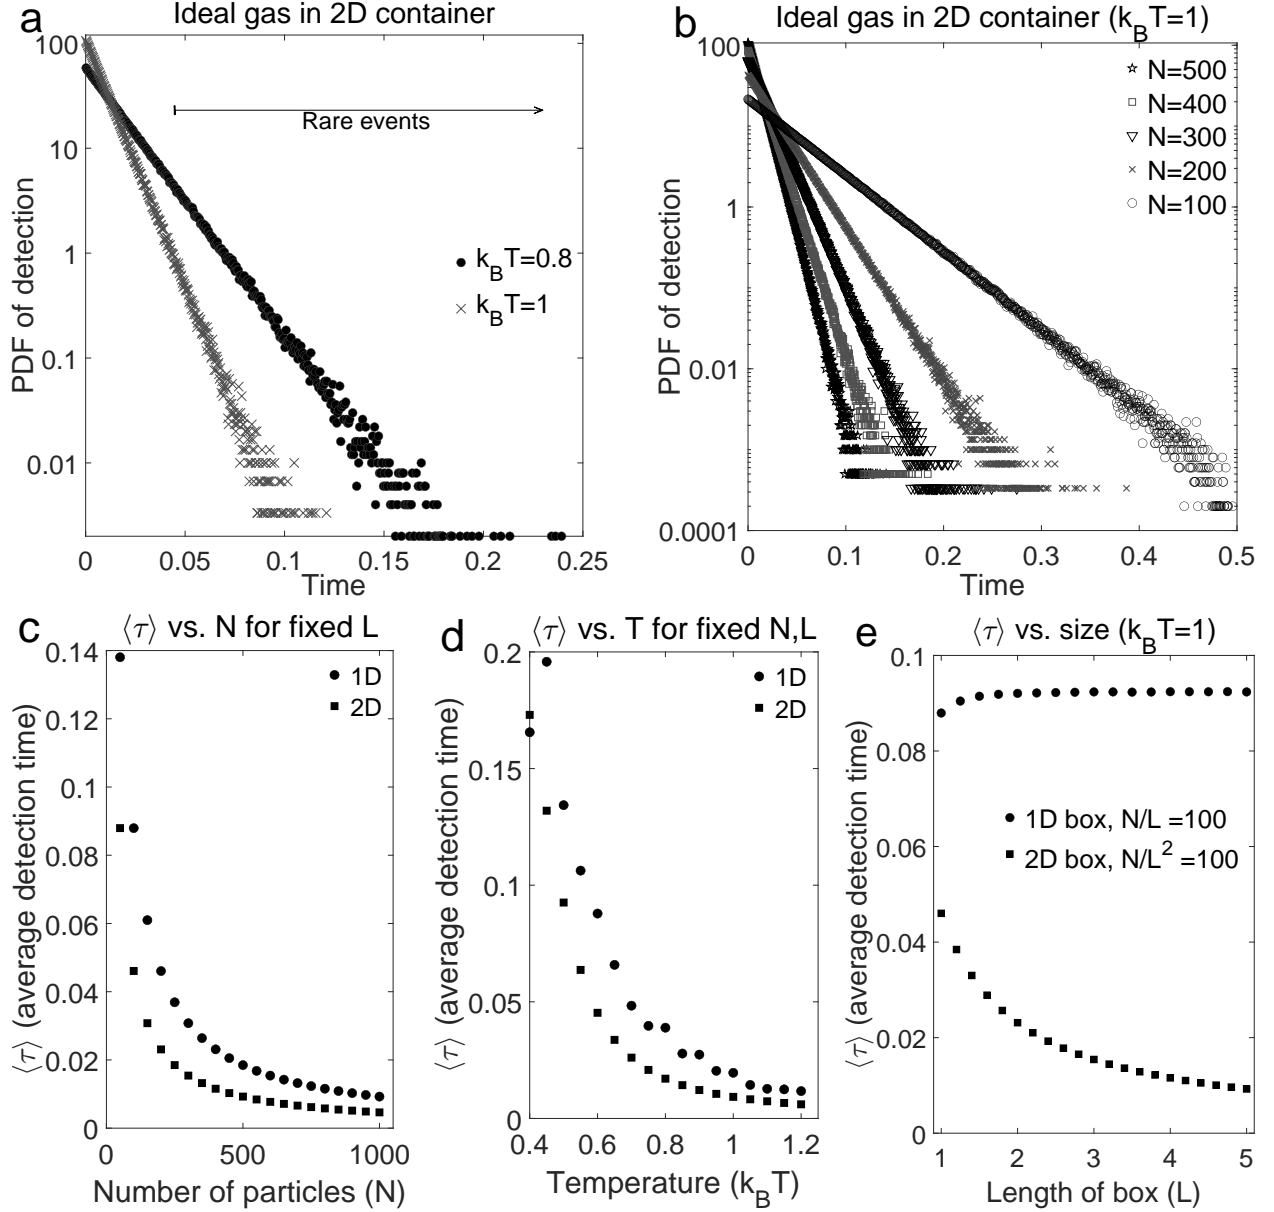 a
Ideal gas in 2D container
100
10
1
0.1
0.01
PDF of detection
Rare events
k_B T=0.8
k_B T=1
0
0.05
0.1
0.15
0.2
0.25
Time
b
Ideal gas in 2D container (k_B T=1)
100
1
0.01
0.0001
PDF of detection
N=500
N=400
N=300
N=200
N=100
0
0.1
0.2
0.3
0.4
0.5
Time
c
⟨τ⟩ vs. N for fixed L
0.14
0.12
0.1
0.08
0.06
0.04
0.02
0
⟨τ⟩ (average detection time)
1D
2D
0
500
1000
Number of particles (N)
d
⟨τ⟩ vs. T for fixed N,L
0.2
0.15
0.1
0.05
0
⟨τ⟩ (average detection time)
1D
2D
0.4
0.6
0.8
1
1.2
Temperature (k_B T)
e
⟨τ⟩ vs. size (k_B T=1)
0.1
0.08
0.06
0.04
0.02
0
⟨τ⟩ (average detection time)
1D box, N/L =100
2D box, N/L² =100
1
2
3
4
5
Length of box (L)